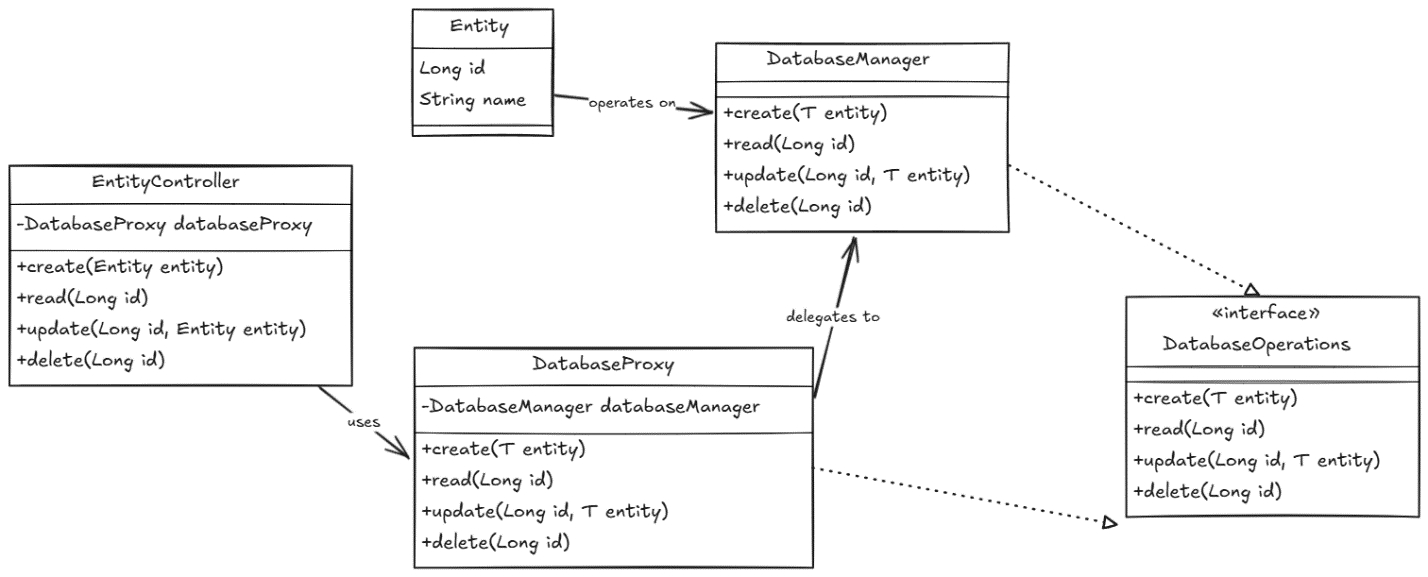 Entity
Long id
String name
operates on
DatabaseManager
+create(T entity)
+read(Long id)
+update(Long id, T entity)
+delete(Long id)
EntityController
-DatabaseProxy databaseProxy
+create(Entity entity)
+read(Long id)
+update(Long id, Entity entity)
+delete(Long id)
uses
delegates to
DatabaseProxy
-DatabaseManager databaseManager
+create(T entity)
+read(Long id)
+update(Long id, T entity)
+delete(Long id)
«interface»
DatabaseOperations
+create(T entity)
+read(Long id)
+update(Long id, T entity)
+delete(Long id)